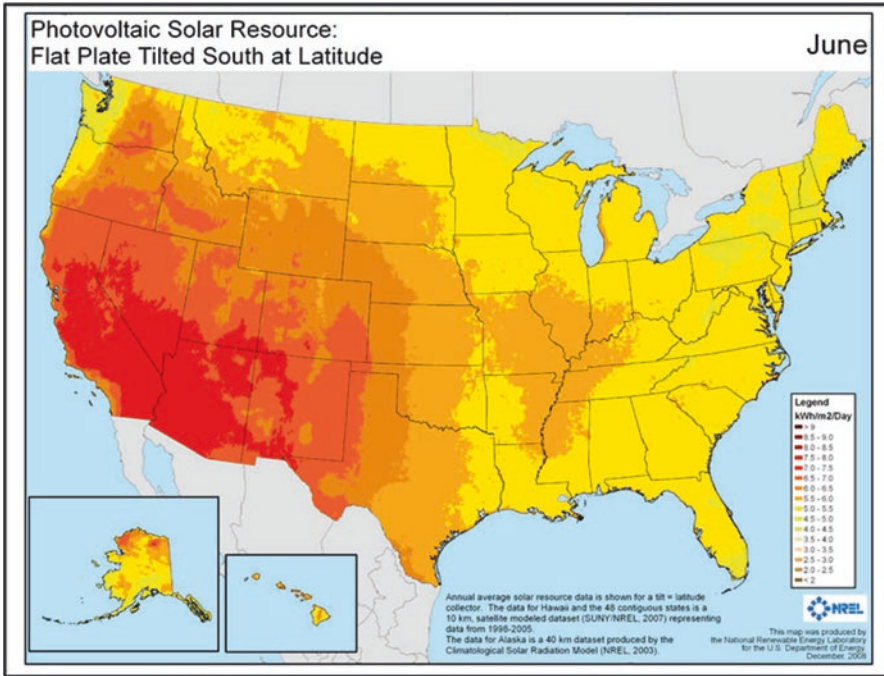 Photovoltaic Solar Resource:
Flat Plate Tilted South at Latitude
June
Legend
kWh/m2/Day
> 9
8.5 - 9.0
8.0 - 8.5
7.5 - 8.0
7.0 - 7.5
6.5 - 7.0
6.0 - 6.5
5.5 - 6.0
5.0 - 5.5
4.5 - 5.0
4.0 - 4.5
3.5 - 4.0
3.0 - 3.5
2.5 - 3.0
2.0 - 2.5
< 2
Annual average solar resource data is shown for a tilt = latitude
collector. The data for Hawaii and the 48 contiguous states is a
10 km, satellite modeled dataset (SUNY/NREL, 2007) representing
data from 1998-2005.
The data for Alaska is a 40 km dataset produced by the
Climatological Solar Radiation Model (NREL, 2003).
NREL
This map was produced by
the National Renewable Energy Laboratory
for the U.S. Department of Energy.
December, 2008